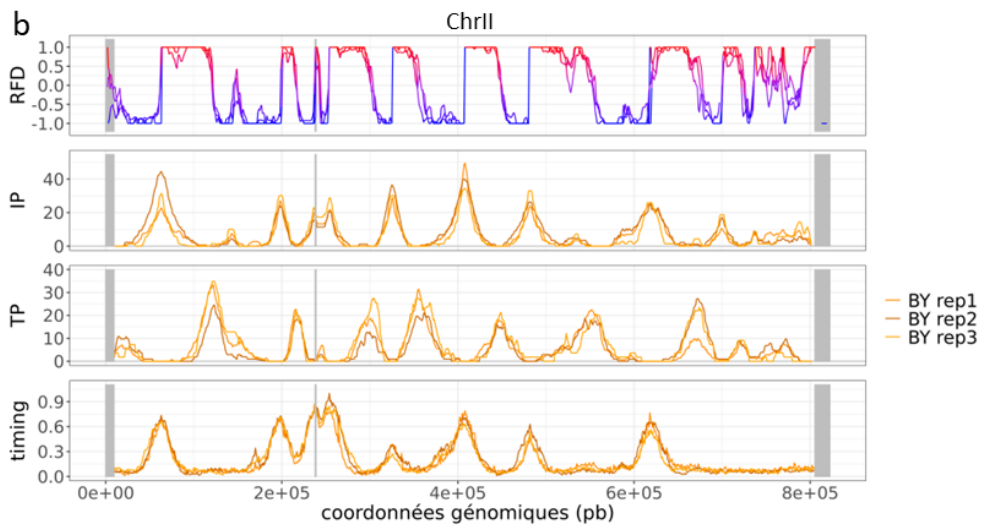 b
ChrII
RFD
1.0
0.5
0.0
-0.5
-1.0
IP
40
20
0
TP
40
30
20
10
0
timing
0.9
0.6
0.3
0.0
0e+00
2e+05
4e+05
6e+05
8e+05
coordonnées génomiques (pb)
BY rep1
BY rep2
BY rep3